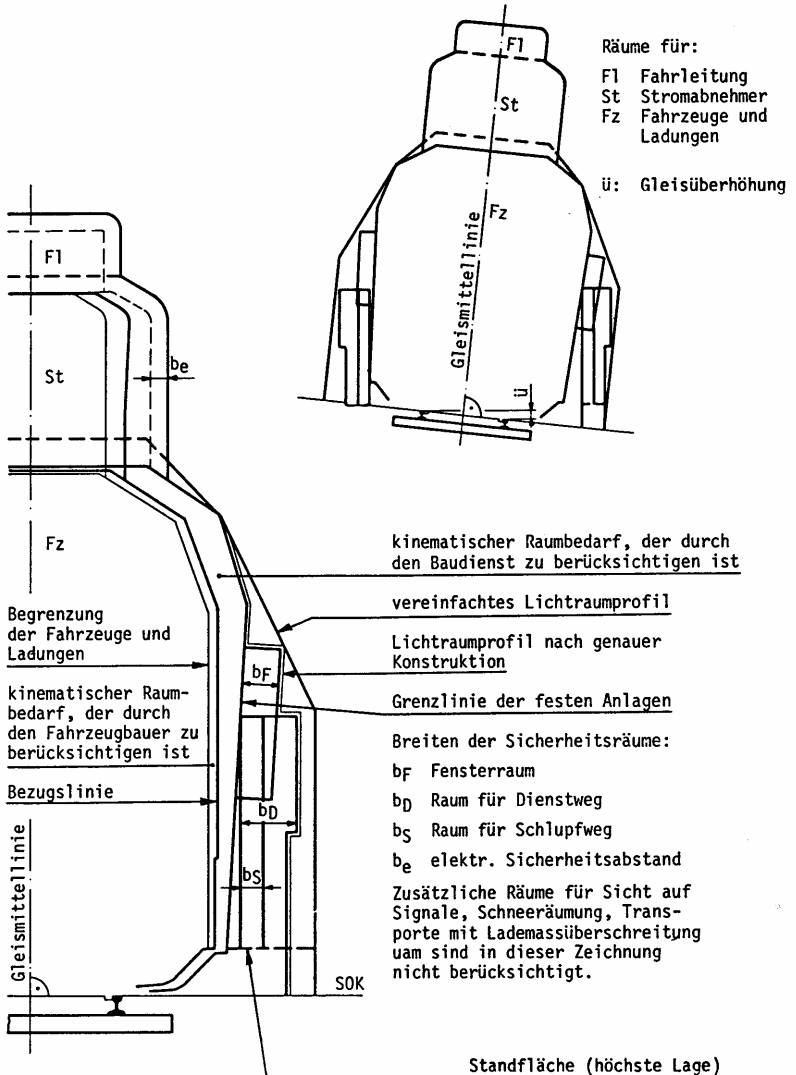 Räume für:
Fl Fahrleitung
St Stromabnehmer
Fz Fahrzeuge und
Ladungen
ü: Gleisüberhöhung
Fl
St
Fz
Gleismittellinie
ü
Fl
St
be
Fz
kinematischer Raumbedarf, der durch
den Baudienst zu berücksichtigen ist
vereinfachtes Lichtraumprofil
Lichtraumprofil nach genauer
Konstruktion
Grenzlinie der festen Anlagen
Begrenzung
der Fahrzeuge und
Ladungen
kinematischer Raum-
bedarf, der durch
den Fahrzeugbauer zu
berücksichtigen ist
Bezugslinie
bF
bD
bS
Gleismittellinie
SOK
Breiten der Sicherheitsräume:
bF Fensterraum
bD Raum für Dienstweg
bS Raum für Schlupfweg
be elektr. Sicherheitsabstand
Zusätzliche Räume für Sicht auf
Signale, Schneeräumung, Trans-
porte mit Lademassüberschreitung
uam sind in dieser Zeichnung
nicht berücksichtigt.
Standfläche (höchste Lage)